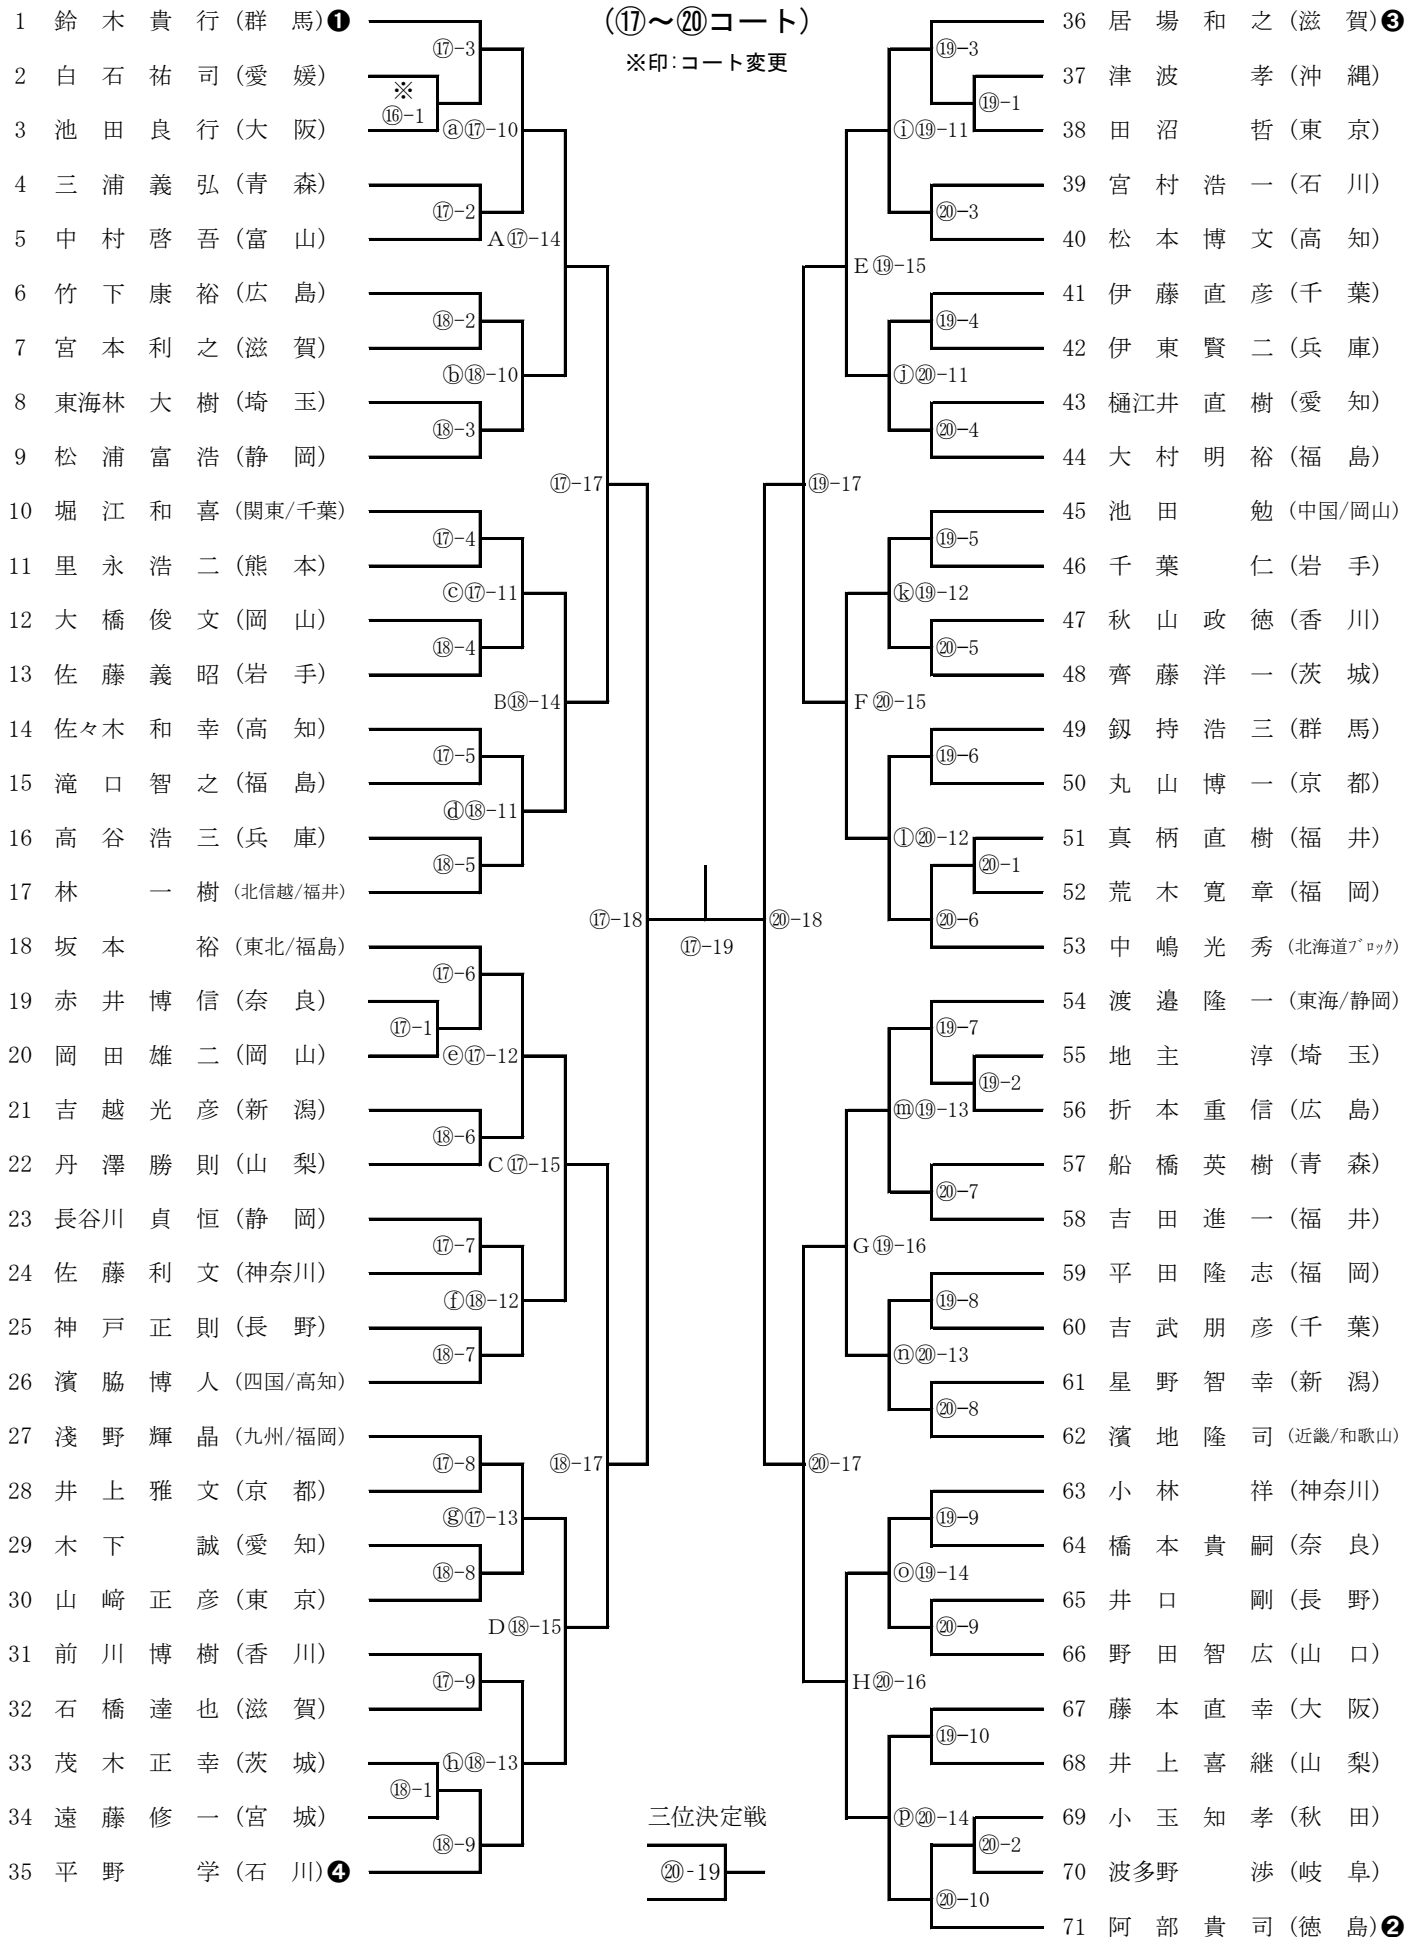 (⑰～⑳コート)
※印：コート変更
1 鈴木貴行 (群馬) ❶
2 白石祐司 (愛媛)
3 池田良行 (大阪)
4 三浦義弘 (青森)
5 中村啓吾 (富山)
6 竹下康裕 (広島)
7 宮本利之 (滋賀)
8 東海林大樹 (埼玉)
9 松浦富浩 (静岡)
10 堀江和喜 (関東/千葉)
11 里永浩二 (熊本)
12 大橋俊文 (岡山)
13 佐藤義昭 (岩手)
14 佐々木和幸 (高知)
15 滝口智之 (福島)
16 高谷浩三 (兵庫)
17 林一樹 (北信越/福井)
18 坂本裕 (東北/福島)
19 赤井博信 (奈良)
20 岡田雄二 (岡山)
21 吉越光彦 (新潟)
22 丹澤勝則 (山梨)
23 長谷川貞恒 (静岡)
24 佐藤利文 (神奈川)
25 神戸正則 (長野)
26 濱脇博人 (四国/高知)
27 淺野輝晶 (九州/福岡)
28 井上雅文 (京都)
29 木下誠 (愛知)
30 山﨑正彦 (東京)
31 前川博樹 (香川)
32 石橋達也 (滋賀)
33 茂木正幸 (茨城)
34 遠藤修一 (宮城)
35 平野学 (石川) ❹
⑰-3
※
⑯-1
ⓐ⑰-10
⑰-2
A⑰-14
⑱-2
ⓑ⑱-10
⑱-3
⑰-17
⑰-4
ⓒ⑰-11
⑱-4
B⑱-14
⑰-5
ⓓ⑱-11
⑱-5
⑰-18
⑰-6
⑰-1
ⓔ⑰-12
⑱-6
C⑰-15
⑰-7
ⓕ⑱-12
⑱-7
⑰-8
⑱-17
ⓖ⑰-13
⑱-8
D⑱-15
⑰-9
ⓗ⑱-13
⑱-1
⑱-9
⑰-19
三位決定戦
⑳-19
36 居場和之 (滋賀) ❸
37 津波孝 (沖縄)
38 田沼哲 (東京)
39 宮村浩一 (石川)
40 松本博文 (高知)
41 伊藤直彦 (千葉)
42 伊東賢二 (兵庫)
43 樋江井直樹 (愛知)
44 大村明裕 (福島)
45 池田勉 (中国/岡山)
46 千葉仁 (岩手)
47 秋山政徳 (香川)
48 齊藤洋一 (茨城)
49 剱持浩三 (群馬)
50 丸山博一 (京都)
51 真柄直樹 (福井)
52 荒木寛章 (福岡)
53 中嶋光秀 (北海道ブロック)
54 渡邉隆一 (東海/静岡)
55 地主淳 (埼玉)
56 折本重信 (広島)
57 船橋英樹 (青森)
58 吉田進一 (福井)
59 平田隆志 (福岡)
60 吉武朋彦 (千葉)
61 星野智幸 (新潟)
62 濱地隆司 (近畿/和歌山)
63 小林祥 (神奈川)
64 橋本貴嗣 (奈良)
65 井口剛 (長野)
66 野田智広 (山口)
67 藤本直幸 (大阪)
68 井上喜継 (山梨)
69 小玉知孝 (秋田)
70 波多野渉 (岐阜)
71 阿部貴司 (徳島) ❷
⑲-3
⑲-1
ⓘ⑲-11
⑳-3
E⑲-15
⑲-4
ⓙ⑳-11
⑳-4
⑲-17
⑲-5
ⓚ⑲-12
⑳-5
F⑳-15
⑲-6
ⓛ⑳-12
⑳-1
⑳-6
⑳-18
⑲-7
⑲-2
ⓜ⑲-13
⑳-7
G⑲-16
⑲-8
ⓝ⑳-13
⑳-8
⑳-17
⑲-9
ⓞ⑲-14
⑳-9
H⑳-16
⑲-10
ⓟ⑳-14
⑳-2
⑳-10